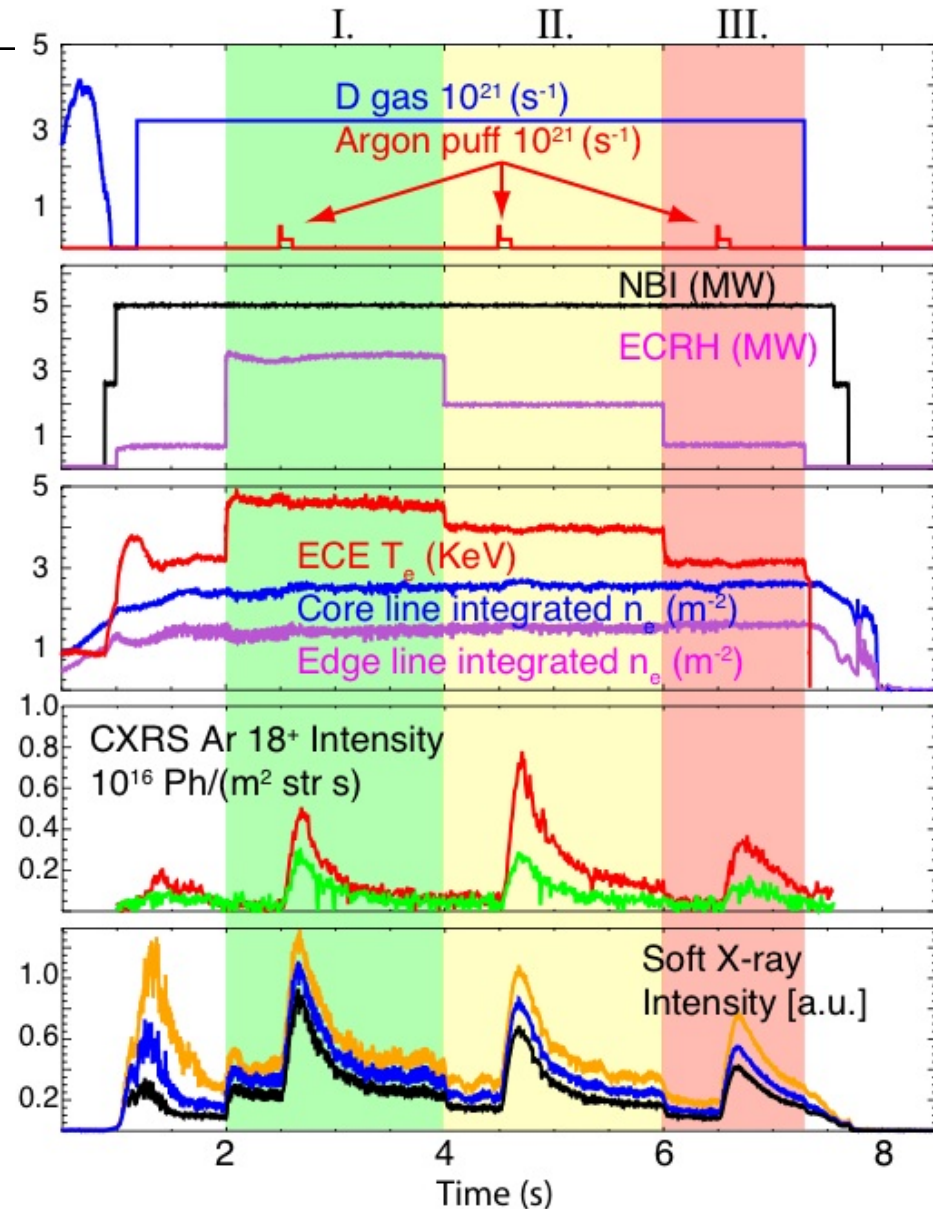 I. II. III.
5
D gas 10²¹ (s⁻¹)
3
Argon puff 10²¹ (s⁻¹)
1
NBI (MW)
5
ECRH (MW)
3
1
5
ECE Tₑ (KeV)
3
Core line integrated nₑ (m⁻²)
1
Edge line integrated nₑ (m⁻²)
1.0
CXRS Ar 18⁺ Intensity
0.8
10¹⁶ Ph/(m² str s)
0.6
0.4
0.2
Soft X-ray
1.0
Intensity [a.u.]
0.6
0.2
2 4 6 8
Time (s)